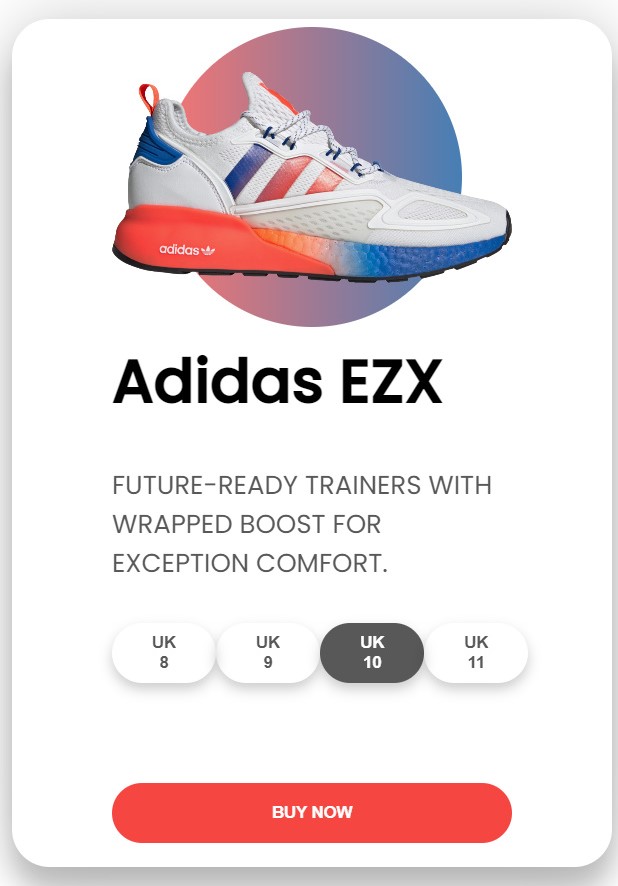 adidas
Adidas EZX
FUTURE-READY TRAINERS WITH
WRAPPED BOOST FOR
EXCEPTION COMFORT.
UK
8
UK
9
UK
10
UK
11
BUY NOW